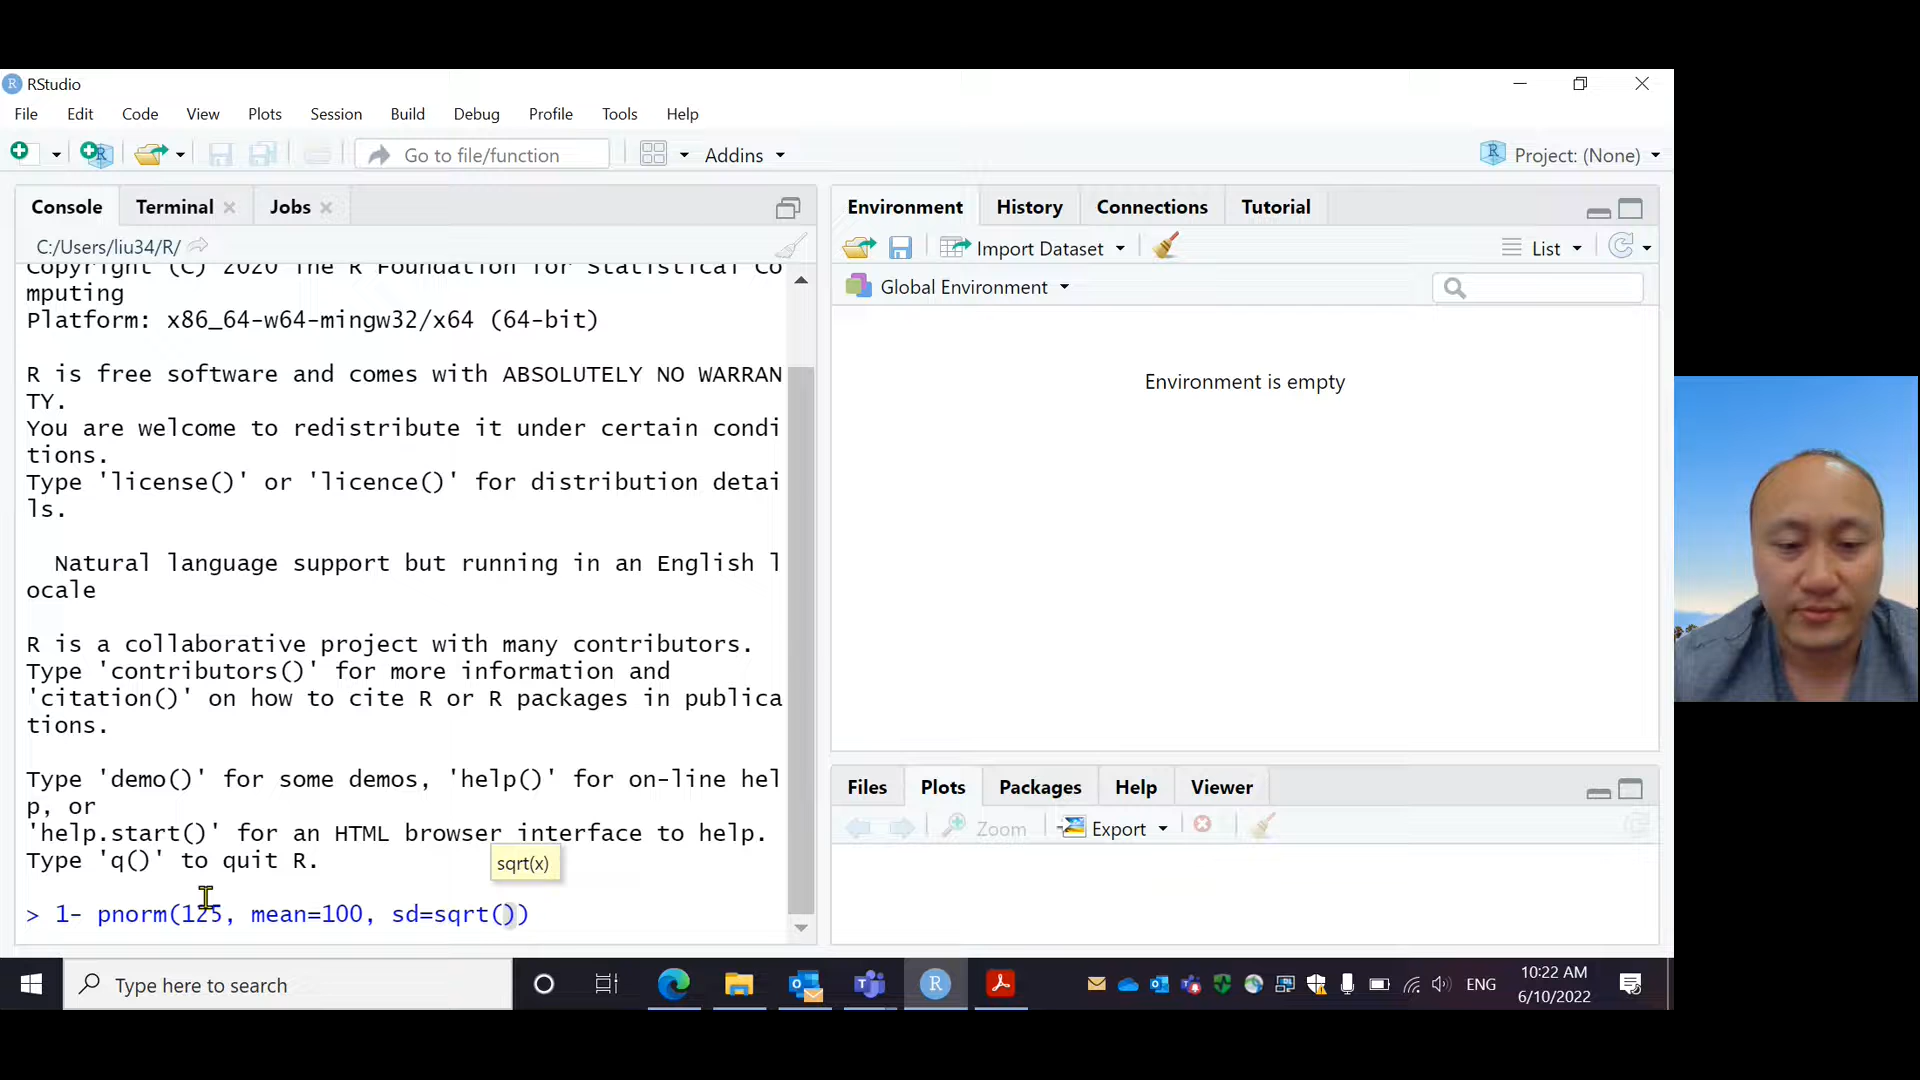 RStudio
File Edit Code View Plots Session Build Debug Profile Tools Help
Go to file/function Addins Project: (None)
Console Terminal Jobs
C:/Users/liu34/R/
Copyright (C) 2020 The R Foundation for Statistical Co
mputing
Platform: x86_64-w64-mingw32/x64 (64-bit)
R is free software and comes with ABSOLUTELY NO WARRAN
TY.
You are welcome to redistribute it under certain condi
tions.
Type 'license()' or 'licence()' for distribution detai
ls.
Natural language support but running in an English l
ocale
R is a collaborative project with many contributors.
Type 'contributors()' for more information and
'citation()' on how to cite R or R packages in publica
tions.
Type 'demo()' for some demos, 'help()' for on-line hel
p, or
'help.start()' for an HTML browser interface to help.
Type 'q()' to quit R.
sqrt(x)
> 1- pnorm(125, mean=100, sd=sqrt())
Environment History Connections Tutorial
Import Dataset List
Global Environment
Environment is empty
Files Plots Packages Help Viewer
Zoom Export
Type here to search
ENG
10:22 AM
6/10/2022